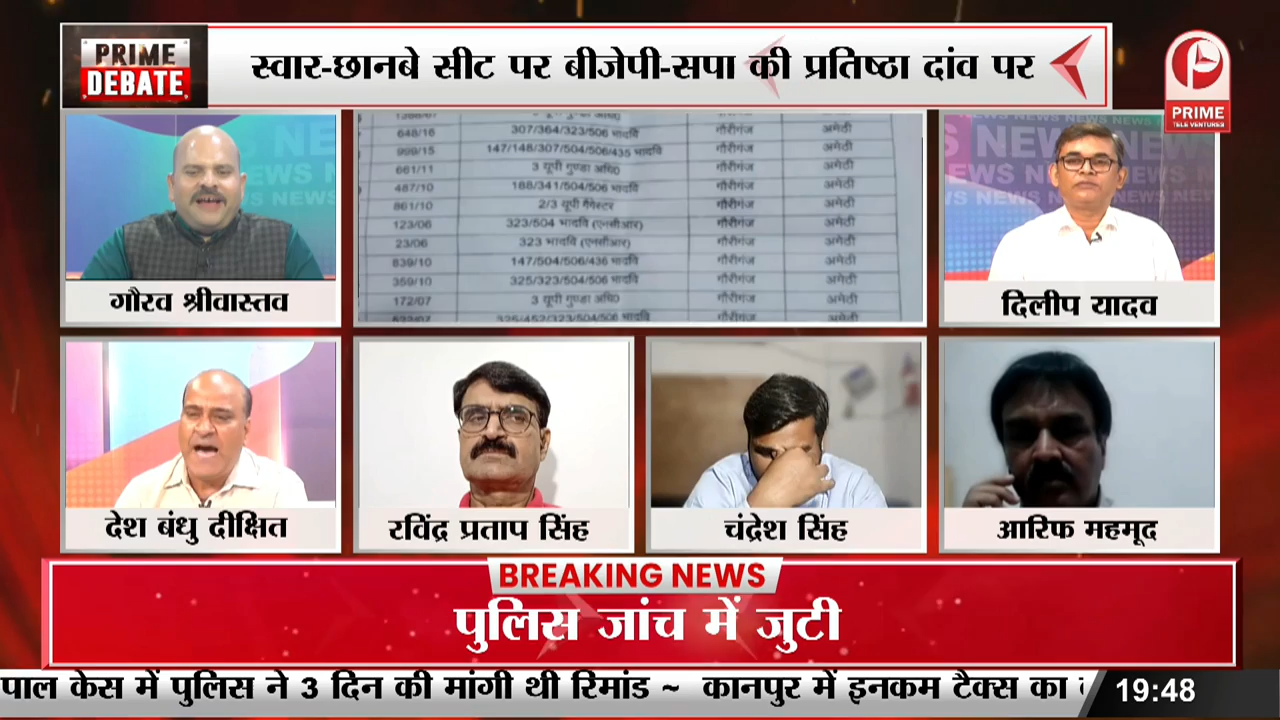 PRIME
DEBATE
स्वार-छानबे सीट पर बीजेपी-सपा की प्रतिष्ठा दांव पर
PRIME
TELE VENTURES
648/16 307/364/323/506 भादवि गौरीगंज अमेठी
999/15 147/148/307/504/506/435 भादवि गौरीगंज अमेठी
661/11 3 यूपी गुण्डा अधि0 गौरीगंज अमेठी
487/10 188/341/504/506 भादवि गौरीगंज अमेठी
861/10 2/3 यूपी गैंगेस्टर गौरीगंज अमेठी
123/06 323/504 भादवि (एनसीआर) गौरीगंज अमेठी
23/06 323 भादवि (एनसीआर) गौरीगंज अमेठी
839/10 147/504/506/436 भादवि गौरीगंज अमेठी
359/10 325/323/504/506 भादवि गौरीगंज अमेठी
172/07 3 यूपी गुण्डा अधि0 गौरीगंज अमेठी
गौरव श्रीवास्तव
दिलीप यादव
देश बंधु दीक्षित
रविंद्र प्रताप सिंह
चंद्रेश सिंह
आरिफ महमूद
BREAKING NEWS
पुलिस जांच में जुटी
पाल केस में पुलिस ने 3 दिन की मांगी थी रिमांड ~ कानपुर में इनकम टैक्स का
19:48